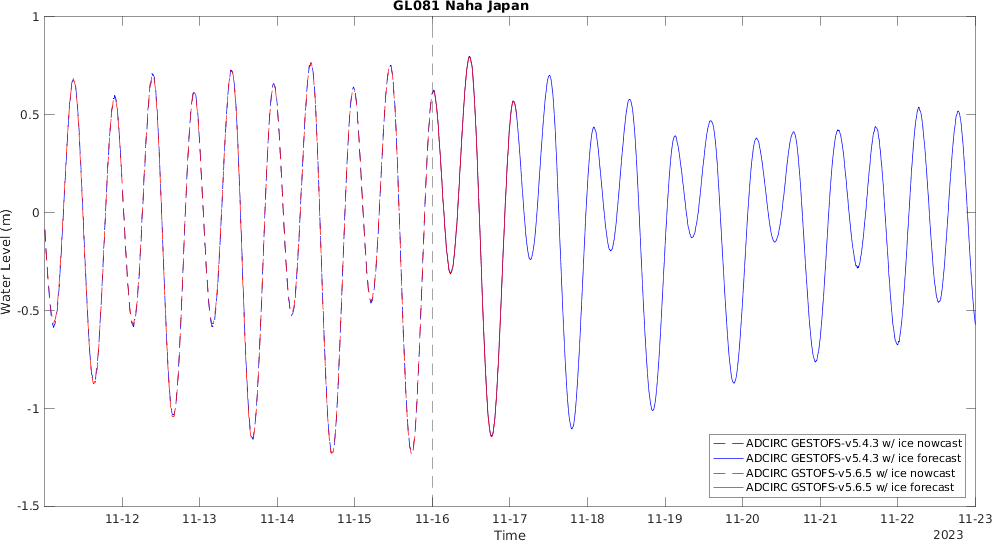 GL081 Naha Japan
1
0.5
0
-0.5
-1
-1.5
Water Level (m)
ADCIRC GESTOFS-v5.4.3 w/ ice nowcast
ADCIRC GESTOFS-v5.4.3 w/ ice forecast
ADCIRC GSTOFS-v5.6.5 w/ ice nowcast
ADCIRC GSTOFS-v5.6.5 w/ ice forecast
11-12 11-13 11-14 11-15 11-16 11-17 11-18 11-19 11-20 11-21 11-22 11-23
Time
2023